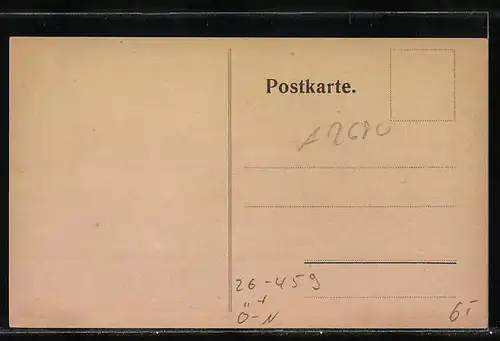 Postkarte.
A2680
26-459
Ö-N
6.-